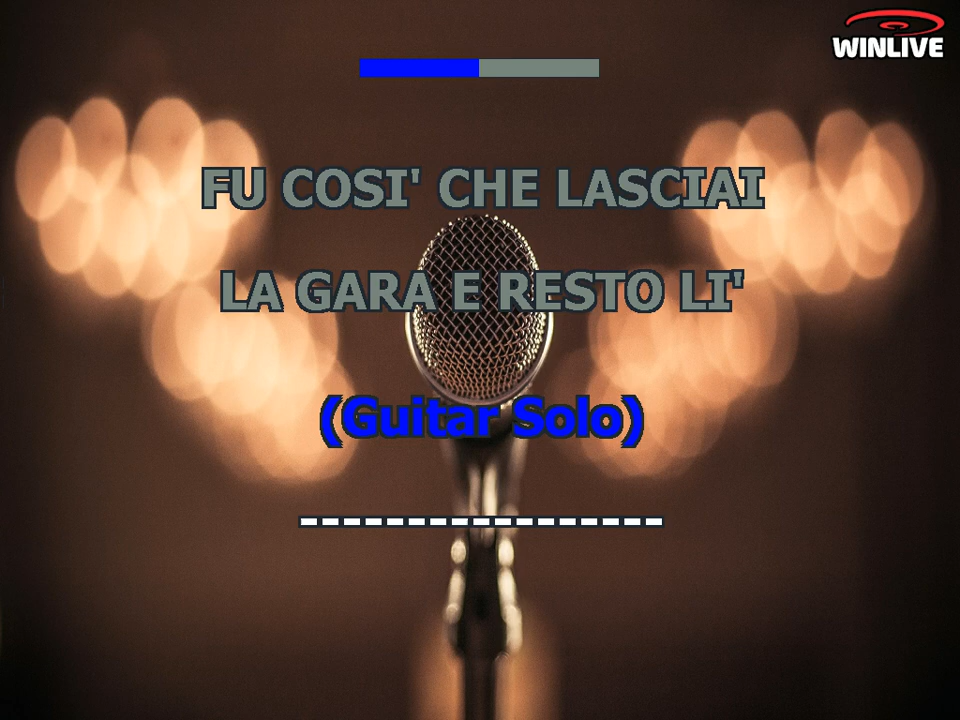 WINLIVE
FU COSI' CHE LASCIAI
LA GARA E RESTO LI'
(Guitar Solo)
-----------------